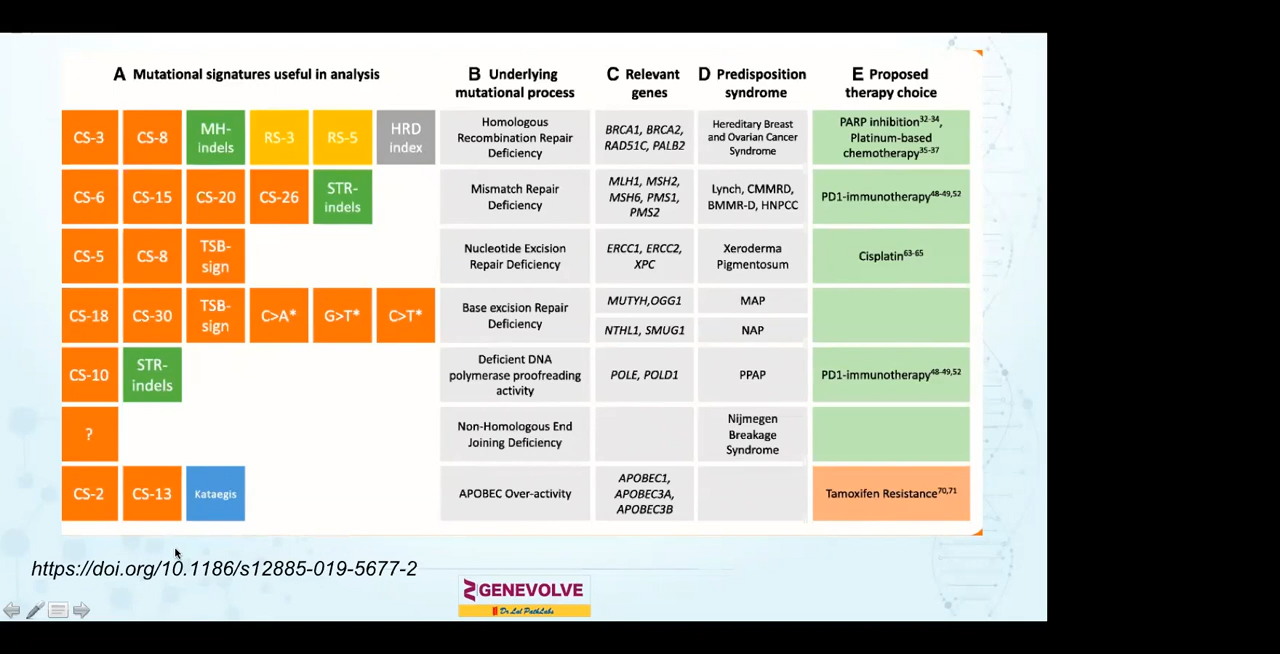 A Mutational signatures useful in analysis
B Underlying
mutational process
C Relevant
genes
D Predisposition
syndrome
E Proposed
therapy choice
CS-3
CS-8
MH-
indels
RS-3
RS-5
HRD
index
Homologous
Recombination Repair
Deficiency
BRCA1, BRCA2,
RAD51C, PALB2
Hereditary Breast
and Ovarian Cancer
Syndrome
PARP inhibition32-34,
Platinum-based
chemotherapy35-37
CS-6
CS-15
CS-20
CS-26
STR-
indels
Mismatch Repair
Deficiency
MLH1, MSH2,
MSH6, PMS1,
PMS2
Lynch, CMMRD,
BMMR-D, HNPCC
PD1-immunotherapy48-49,52
CS-5
CS-8
TSB-
sign
Nucleotide Excision
Repair Deficiency
ERCC1, ERCC2,
XPC
Xeroderma
Pigmentosum
Cisplatin63-65
CS-18
CS-30
TSB-
sign
C>A*
G>T*
C>T*
Base excision Repair
Deficiency
MUTYH,OGG1
MAP
NTHL1, SMUG1
NAP
CS-10
STR-
indels
Deficient DNA
polymerase proofreading
activity
POLE, POLD1
PPAP
PD1-immunotherapy48-49,52
?
Non-Homologous End
Joining Deficiency
Nijmegen
Breakage
Syndrome
CS-2
CS-13
Kataegis
APOBEC Over-activity
APOBEC1,
APOBEC3A,
APOBEC3B
Tamoxifen Resistance70,71
https://doi.org/10.1186/s12885-019-5677-2
GENEVOLVE
Dr Lal PathLabs